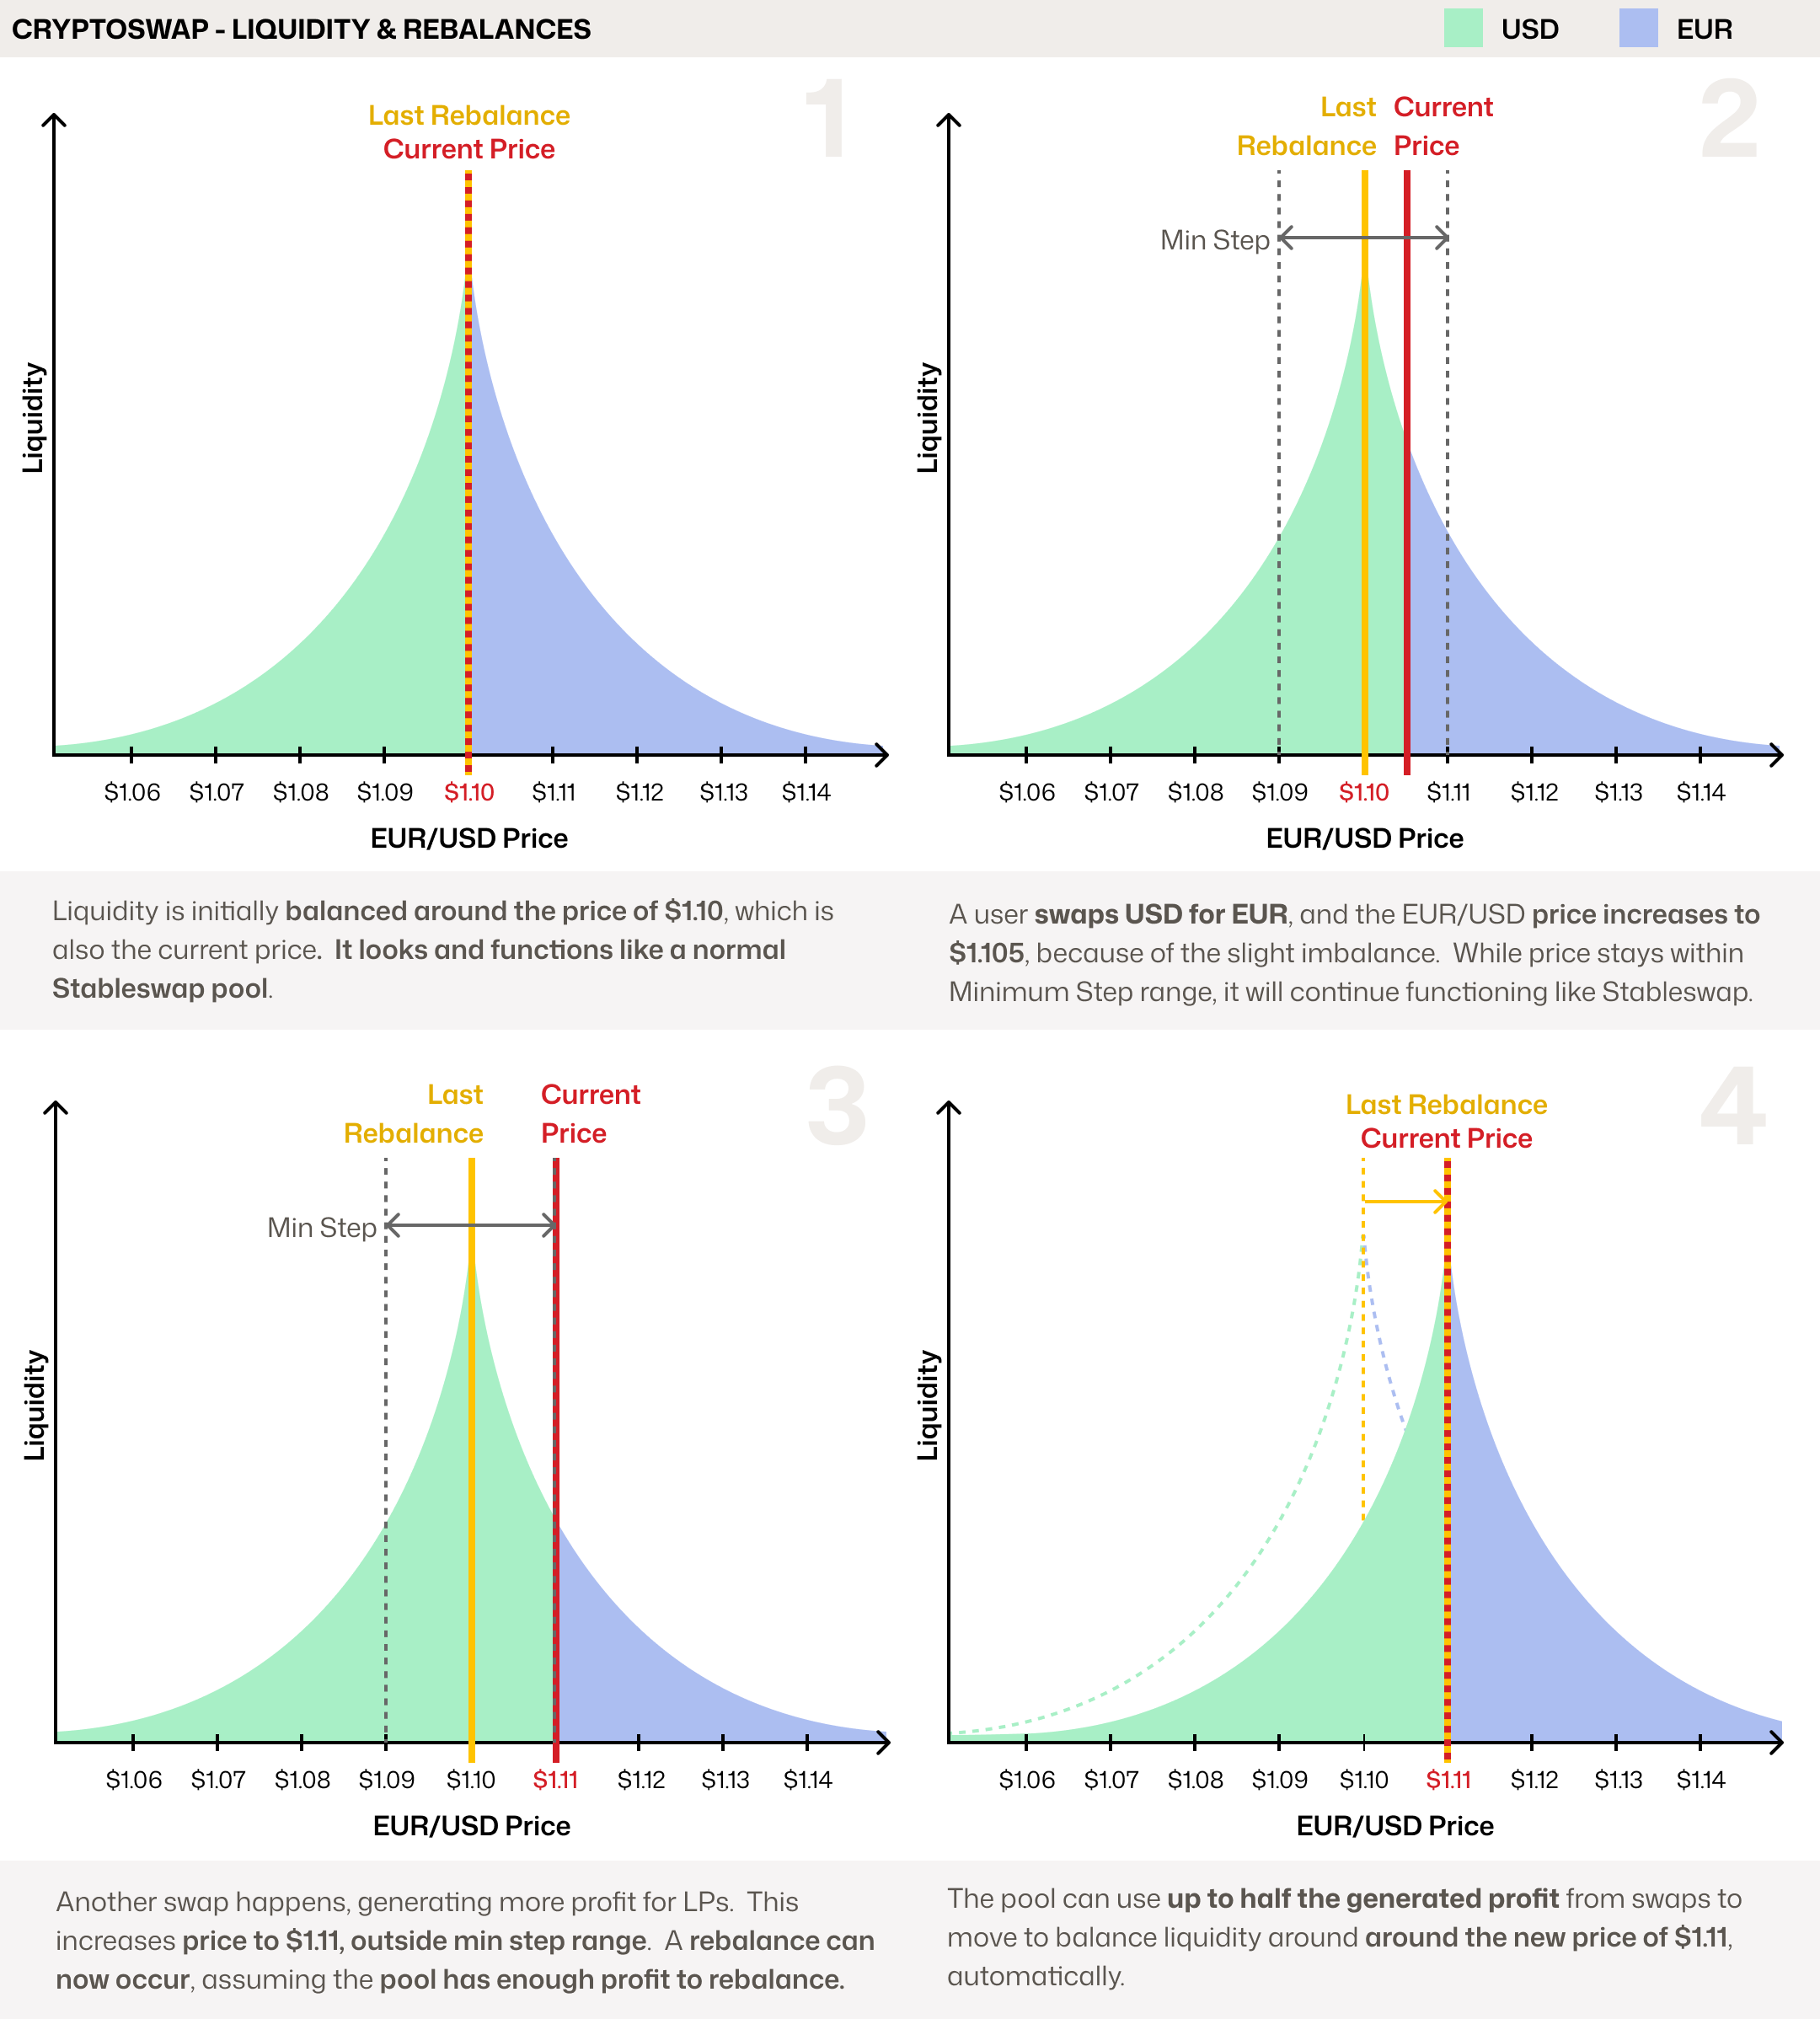 CRYPTOSWAP - LIQUIDITY & REBALANCES
USD
EUR
1
Last Rebalance
Current Price
Liquidity
$1.06 $1.07 $1.08 $1.09 $1.10 $1.11 $1.12 $1.13 $1.14
EUR/USD Price
Liquidity is initially balanced around the price of $1.10, which is
also the current price.  It looks and functions like a normal
Stableswap pool.
2
Last
Rebalance
Current
Price
Min Step
Liquidity
$1.06 $1.07 $1.08 $1.09 $1.10 $1.11 $1.12 $1.13 $1.14
EUR/USD Price
A user swaps USD for EUR, and the EUR/USD price increases to
$1.105, because of the slight imbalance.  While price stays within
Minimum Step range, it will continue functioning like Stableswap.
3
Last
Rebalance
Current
Price
Min Step
Liquidity
$1.06 $1.07 $1.08 $1.09 $1.10 $1.11 $1.12 $1.13 $1.14
EUR/USD Price
Another swap happens, generating more profit for LPs.  This
increases price to $1.11, outside min step range.  A rebalance can
now occur, assuming the pool has enough profit to rebalance.
4
Last Rebalance
Current Price
Liquidity
$1.06 $1.07 $1.08 $1.09 $1.10 $1.11 $1.12 $1.13 $1.14
EUR/USD Price
The pool can use up to half the generated profit from swaps to
move to balance liquidity around around the new price of $1.11,
automatically.